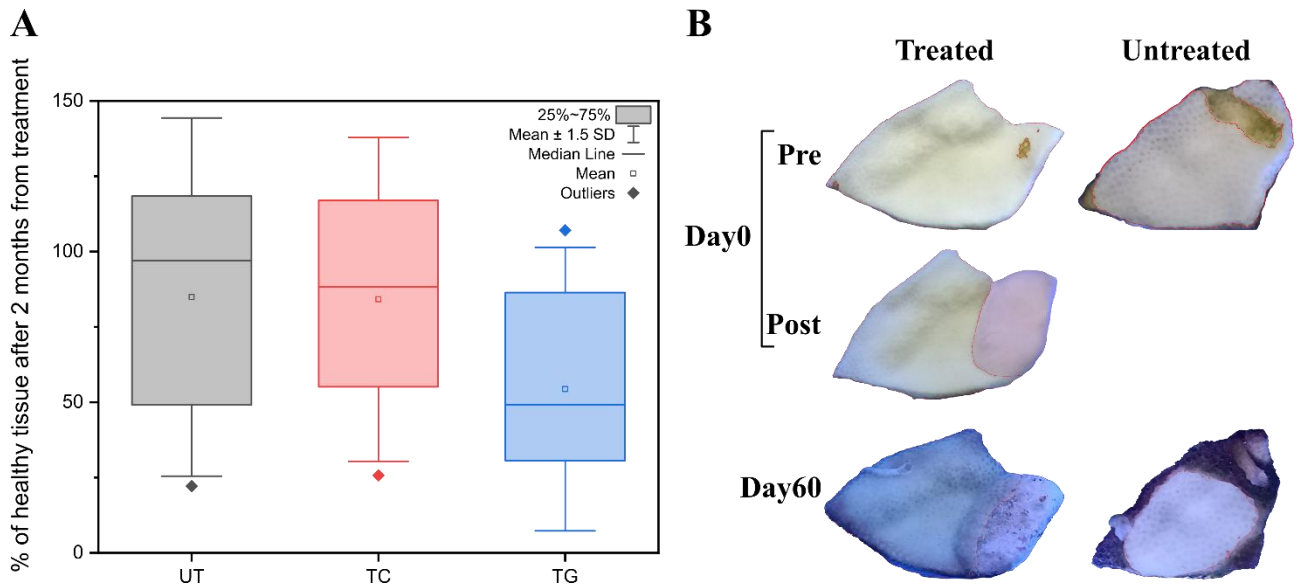 A
% of healthy tissue after 2 months from treatment
150
100
50
0
25%~75%
Mean ± 1.5 SD
Median Line
Mean
Outliers
UT
TC
TG
B
Treated
Untreated
Day0
Pre
Post
Day60